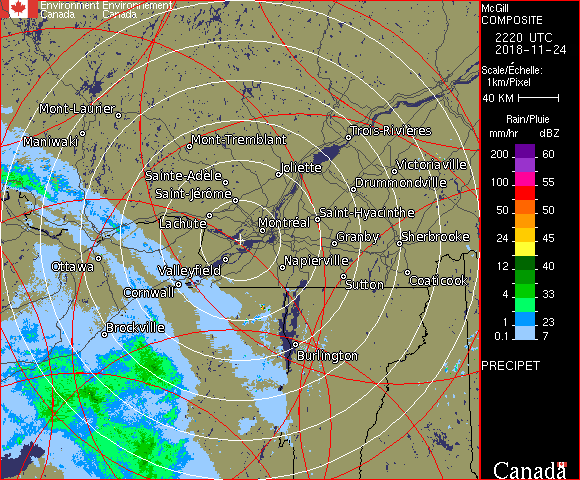 Environment Environnement
Canada Canada
McGill
COMPOSITE
2220 UTC
2018-11-24
Scale/Échelle:
1km/Pixel
40 KM
Rain/Pluie
mm/hr dBZ
200 60
100 55
50 50
24 45
12 40
4 33
1 23
0.1 7
PRECIPET
Canada
Mont-Laurier
Maniwaki
Mont-Tremblant
Trois-Rivières
Victoriaville
Joliette
Sainte-Adèle
Drummondville
Saint-Jérôme
Lachute
Saint-Hyacinthe
Montréal
Granby
Sherbrooke
Ottawa
Valleyfield
Napierville
Cornwall
Sutton
Coaticook
Brockville
Burlington